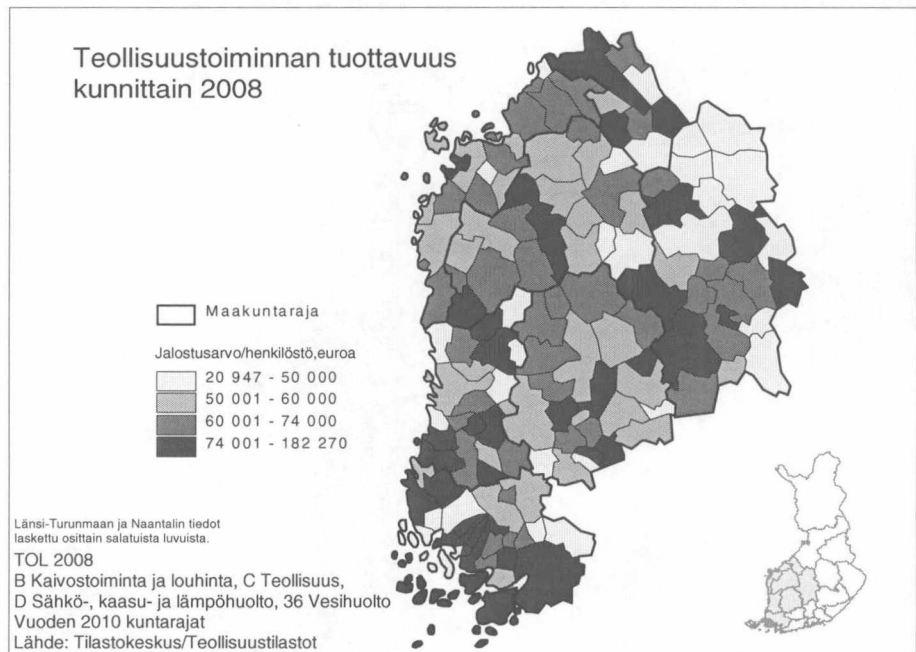 Teollisuustoiminnan tuottavuus
kunnittain 2008
Maakuntaraja
Jalostusarvo/henkilöstö,euroa
20 947 - 50 000
50 001 - 60 000
60 001 - 74 000
74 001 - 182 270
Länsi-Turunmaan ja Naantalin tiedot
laskettu osittain salatuista luvuista.
TOL 2008
B Kaivostoiminta ja louhinta, C Teollisuus,
D Sähkö-, kaasu- ja lämpöhuolto, 36 Vesihuolto
Vuoden 2010 kuntarajat
Lähde: Tilastokeskus/Teollisuustilastot